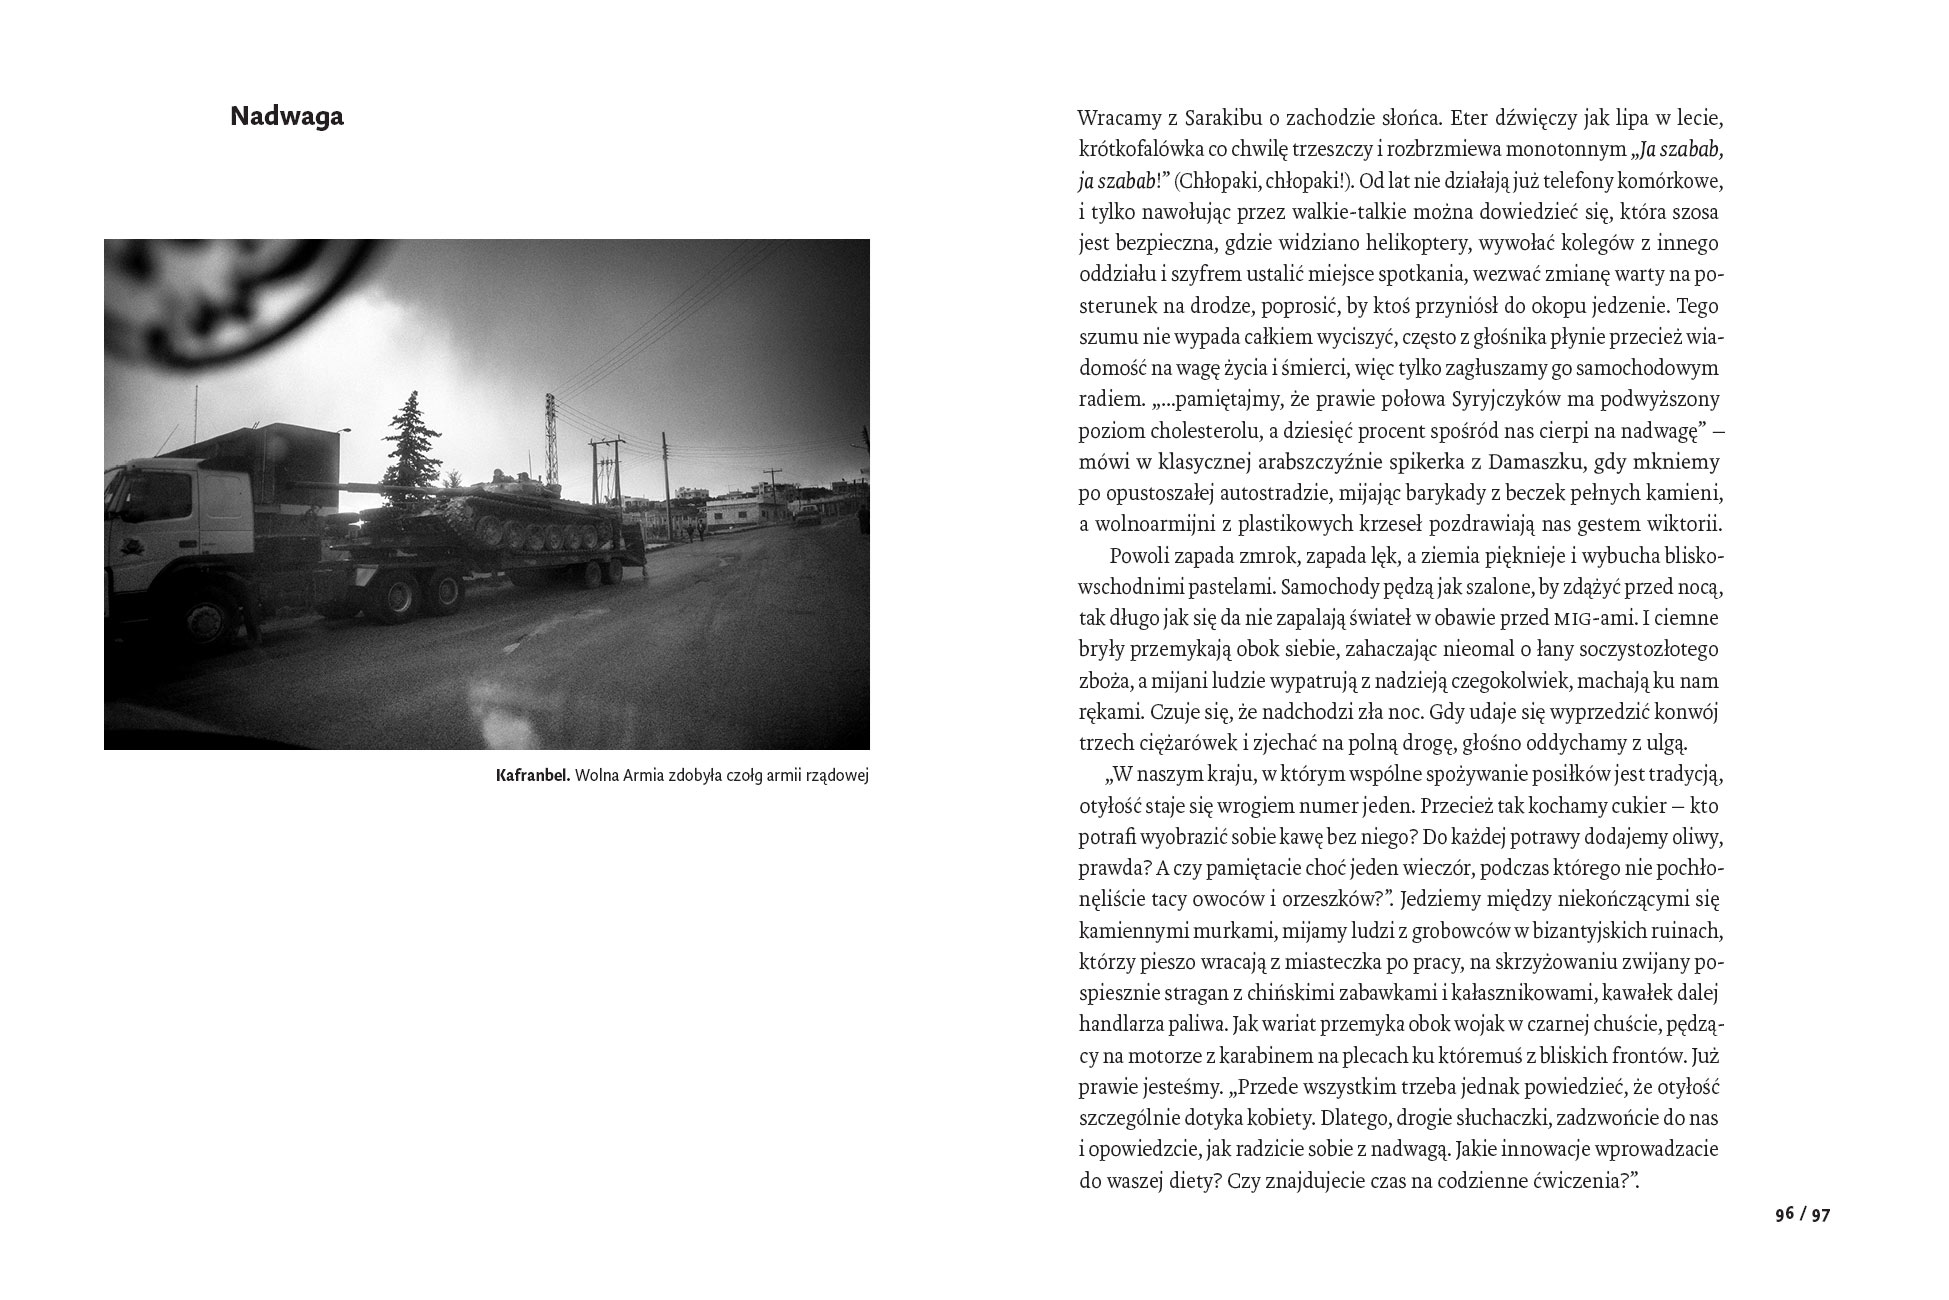 Nadwaga
Kafranbel. Wolna Armia zdobyła czołg armii rządowej
Wracamy z Sarakibu o zachodzie słońca. Eter dźwięczy jak lipa w lecie,
krótkofalówka co chwilę trzeszczy i rozbrzmiewa monotonnym „Ja szabab,
ja szabab!” (Chłopaki, chłopaki!). Od lat nie działają już telefony komórkowe,
i tylko nawołując przez walkie-talkie można dowiedzieć się, która szosa
jest bezpieczna, gdzie widziano helikoptery, wywołać kolegów z innego
oddziału i szyfrem ustalić miejsce spotkania, wezwać zmianę warty na po-
sterunek na drodze, poprosić, by ktoś przyniósł do okopu jedzenie. Tego
szumu nie wypada całkiem wyciszyć, często z głośnika płynie przecież wia-
domość na wagę życia i śmierci, więc tylko zagłuszamy go samochodowym
radiem. „...pamiętajmy, że prawie połowa Syryjczyków ma podwyższony
poziom cholesterolu, a dziesięć procent spośród nas cierpi na nadwagę” –
mówi w klasycznej arabszczyźnie spikerka z Damaszku, gdy mkniemy
po opustoszałej autostradzie, mijając barykady z beczek pełnych kamieni,
a wolnoarmijni z plastikowych krzeseł pozdrawiają nas gestem wiktorii.
Powoli zapada zmrok, zapada lęk, a ziemia pięknieje i wybucha blisko-
wschodnimi pastelami. Samochody pędzą jak szalone, by zdążyć przed nocą,
tak długo jak się da nie zapalają świateł w obawie przed MIG-ami. I ciemne
bryły przemykają obok siebie, zahaczając nieomal o łany soczystozłotego
zboża, a mijani ludzie wypatrują z nadzieją czegokolwiek, machają ku nam
rękami. Czuje się, że nadchodzi zła noc. Gdy udaje się wyprzedzić konwój
trzech ciężarówek i zjechać na polną drogę, głośno oddychamy z ulgą.
„W naszym kraju, w którym wspólne spożywanie posiłków jest tradycją,
otyłość staje się wrogiem numer jeden. Przecież tak kochamy cukier – kto
potrafi wyobrazić sobie kawę bez niego? Do każdej potrawy dodajemy oliwy,
prawda? A czy pamiętacie choć jeden wieczór, podczas którego nie pochło-
nęliście tacy owoców i orzeszków?”. Jedziemy między niekończącymi się
kamiennymi murkami, mijamy ludzi z grobowców w bizantyjskich ruinach,
którzy pieszo wracają z miasteczka po pracy, na skrzyżowaniu zwijany po-
spiesznie stragan z chińskimi zabawkami i kałasznikowami, kawałek dalej
handlarza paliwa. Jak wariat przemyka obok wojak w czarnej chuście, pędzą-
cy na motorze z karabinem na plecach ku któremuś z bliskich frontów. Już
prawie jesteśmy. „Przede wszystkim trzeba jednak powiedzieć, że otyłość
szczególnie dotyka kobiety. Dlatego, drogie słuchaczki, zadzwońcie do nas
i opowiedzcie, jak radzicie sobie z nadwagą. Jakie innowacje wprowadzacie
do waszej diety? Czy znajdujecie czas na codzienne ćwiczenia?”.
96 / 97